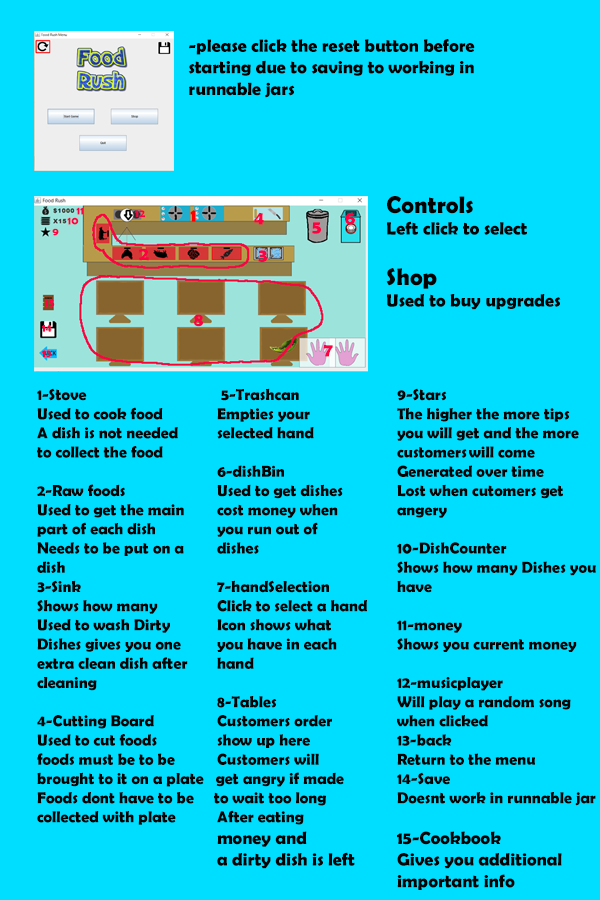 Food Rush Menu
Food
Rush
Start Game
Shop
Quit
-please click the reset button before
starting due to saving to working in
runnable jars
Food Rush
$1000 11
X15 10
9
12
1
4
5
6
2
3
8
7
14
Controls
Left click to select
Shop
Used to buy upgrades
1-Stove
Used to cook food
A dish is not needed
to collect the food
2-Raw foods
Used to get the main
part of each dish
Needs to be put on a
dish
3-Sink
Shows how many
Used to wash Dirty
Dishes gives you one
extra clean dish after
cleaning
4-Cutting Board
Used to cut foods
foods must be to be
brought to it on a plate
Foods dont have to be
collected with plate
5-Trashcan
Empties your
selected hand
6-dishBin
Used to get dishes
cost money when
you run out of
dishes
7-handSelection
Click to select a hand
Icon shows what
you have in each
hand
8-Tables
Customers order
show up here
Customers will
get angry if made
to wait too long
After eating
money and
a dirty dish is left
9-Stars
The higher the more tips
you will get and the more
customers will come
Generated over time
Lost when cutomers get
angery
10-DishCounter
Shows how many Dishes you
have
11-money
Shows you current money
12-musicplayer
Will play a random song
when clicked
13-back
Return to the menu
14-Save
Doesnt work in runnable jar
15-Cookbook
Gives you additional
important info